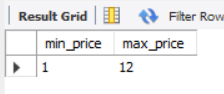 Result Grid Filter Row
min_price max_price
1 12